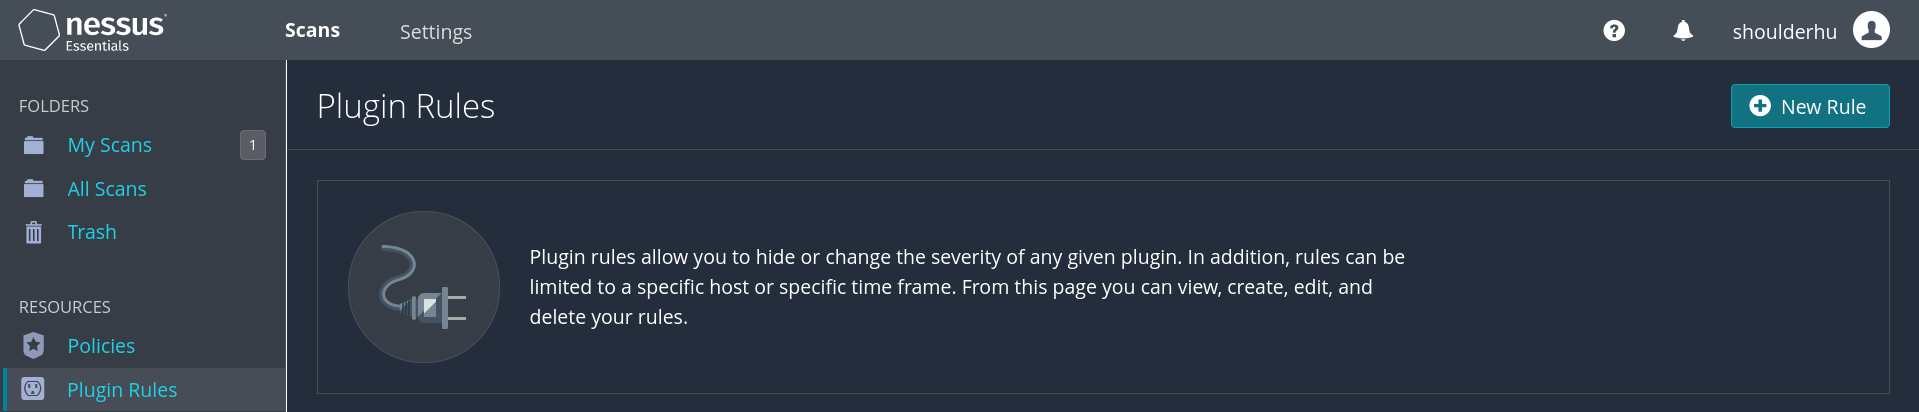 nessus
Essentials
Scans
Settings
shoulderhu
FOLDERS
My Scans
1
All Scans
Trash
RESOURCES
Policies
Plugin Rules
Plugin Rules
New Rule
Plugin rules allow you to hide or change the severity of any given plugin. In addition, rules can be
limited to a specific host or specific time frame. From this page you can view, create, edit, and
delete your rules.